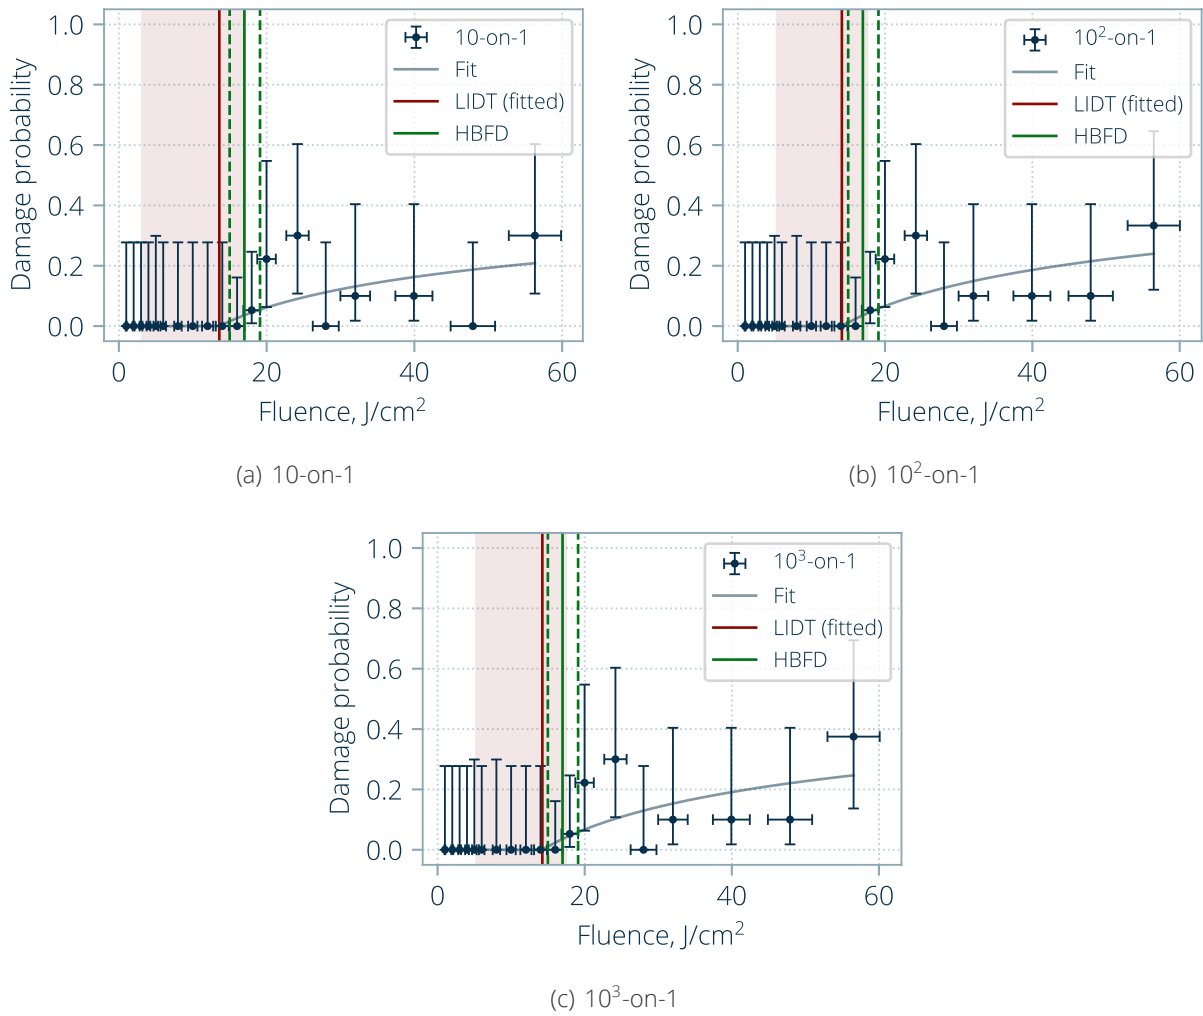 1.0
0.8
0.6
0.4
0.2
0.0
Damage probability
10-on-1
Fit
LIDT (fitted)
HBFD
0 20 40 60
Fluence, J/cm²
(a) 10-on-1
1.0
0.8
0.6
0.4
0.2
0.0
Damage probability
10²-on-1
Fit
LIDT (fitted)
HBFD
0 20 40 60
Fluence, J/cm²
(b) 10²-on-1
1.0
0.8
0.6
0.4
0.2
0.0
Damage probability
10³-on-1
Fit
LIDT (fitted)
HBFD
0 20 40 60
Fluence, J/cm²
(c) 10³-on-1